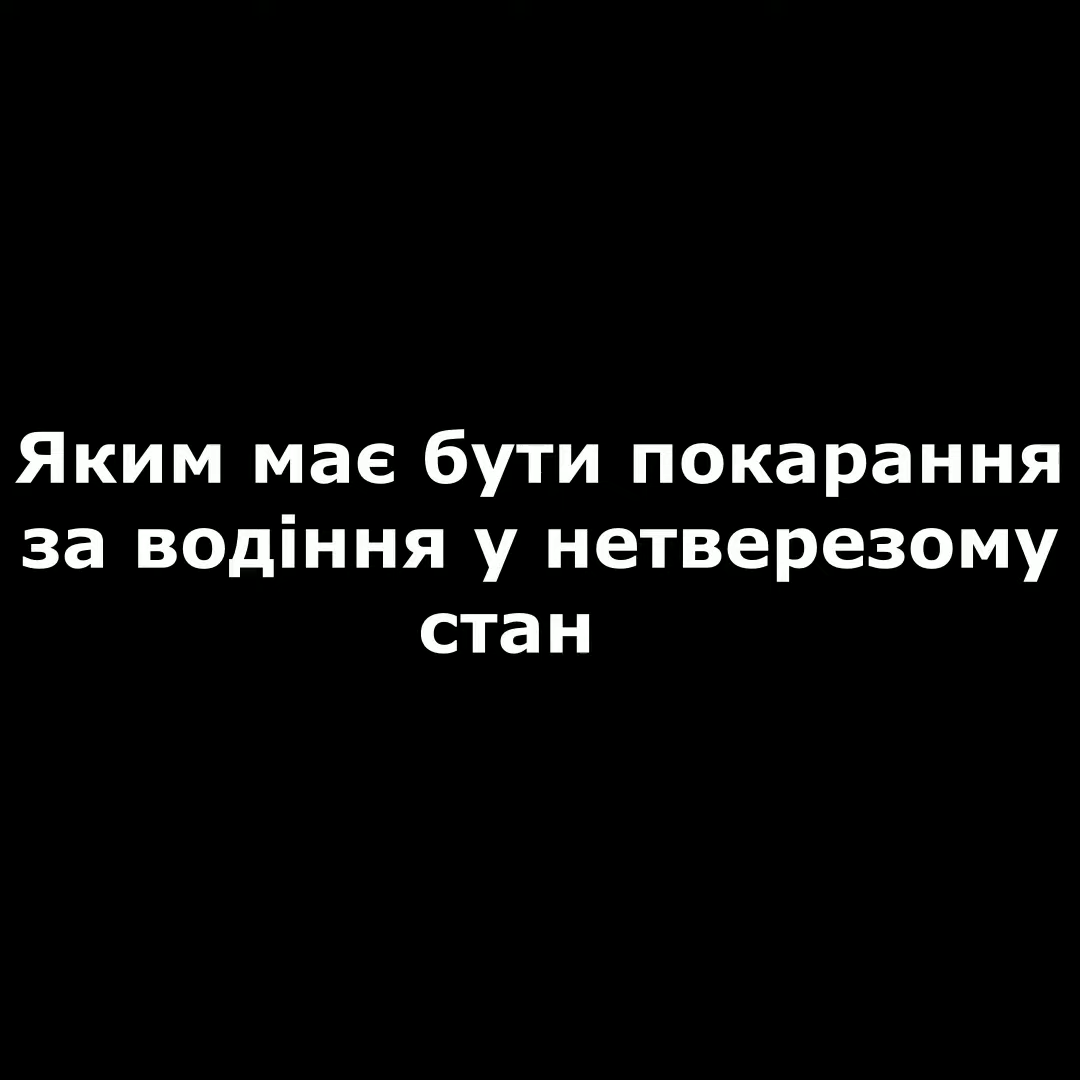 Яким має бути покарання
за водіння у нетверезому
стан